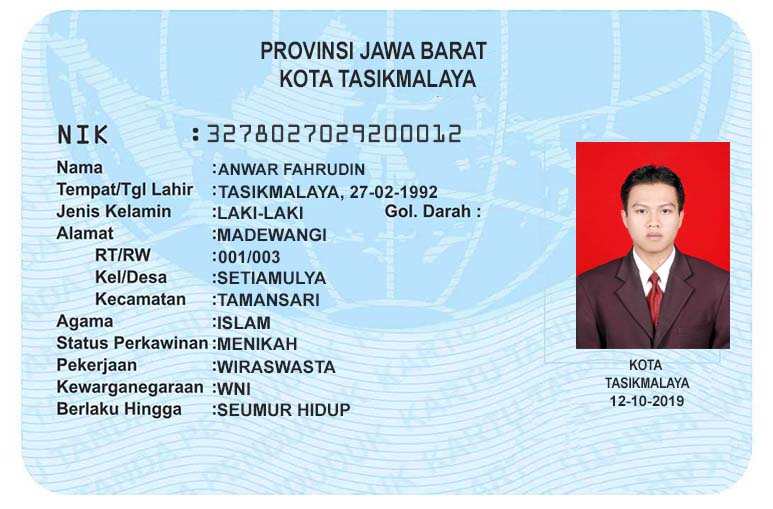 PROVINSI JAWA BARAT
KOTA TASIKMALAYA
NIK : 3278027029200012
Nama : ANWAR FAHRUDIN
Tempat/Tgl Lahir : TASIKMALAYA, 27-02-1992
Jenis Kelamin : LAKI-LAKI Gol. Darah :
Alamat : MADEWANGI
RT/RW : 001/003
Kel/Desa : SETIAMULYA
Kecamatan : TAMANSARI
Agama : ISLAM
Status Perkawinan : MENIKAH
Pekerjaan : WIRASWASTA
Kewarganegaraan : WNI
Berlaku Hingga : SEUMUR HIDUP
KOTA
TASIKMALAYA
12-10-2019